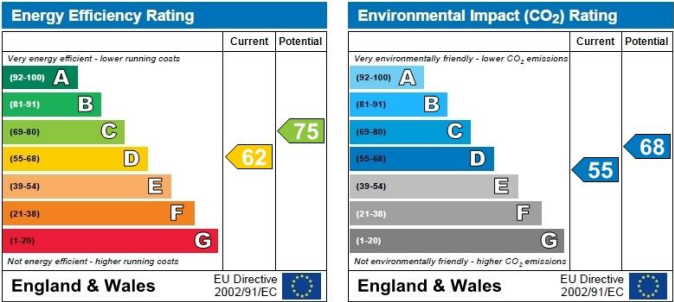 Energy Efficiency Rating
Current Potential
Very energy efficient - lower running costs
(92-100) A
(81-91) B
(69-80) C
(55-68) D
(39-54) E
(21-38) F
(1-20) G
62
75
Not energy efficient - higher running costs
England & Wales
EU Directive
2002/91/EC
Environmental Impact (CO₂) Rating
Current Potential
Very environmentally friendly - lower CO₂ emissions
(92-100) A
(81-91) B
(69-80) C
(55-68) D
(39-54) E
(21-38) F
(1-20) G
55
68
Not environmentally friendly - higher CO₂ emissions
England & Wales
EU Directive
2002/91/EC